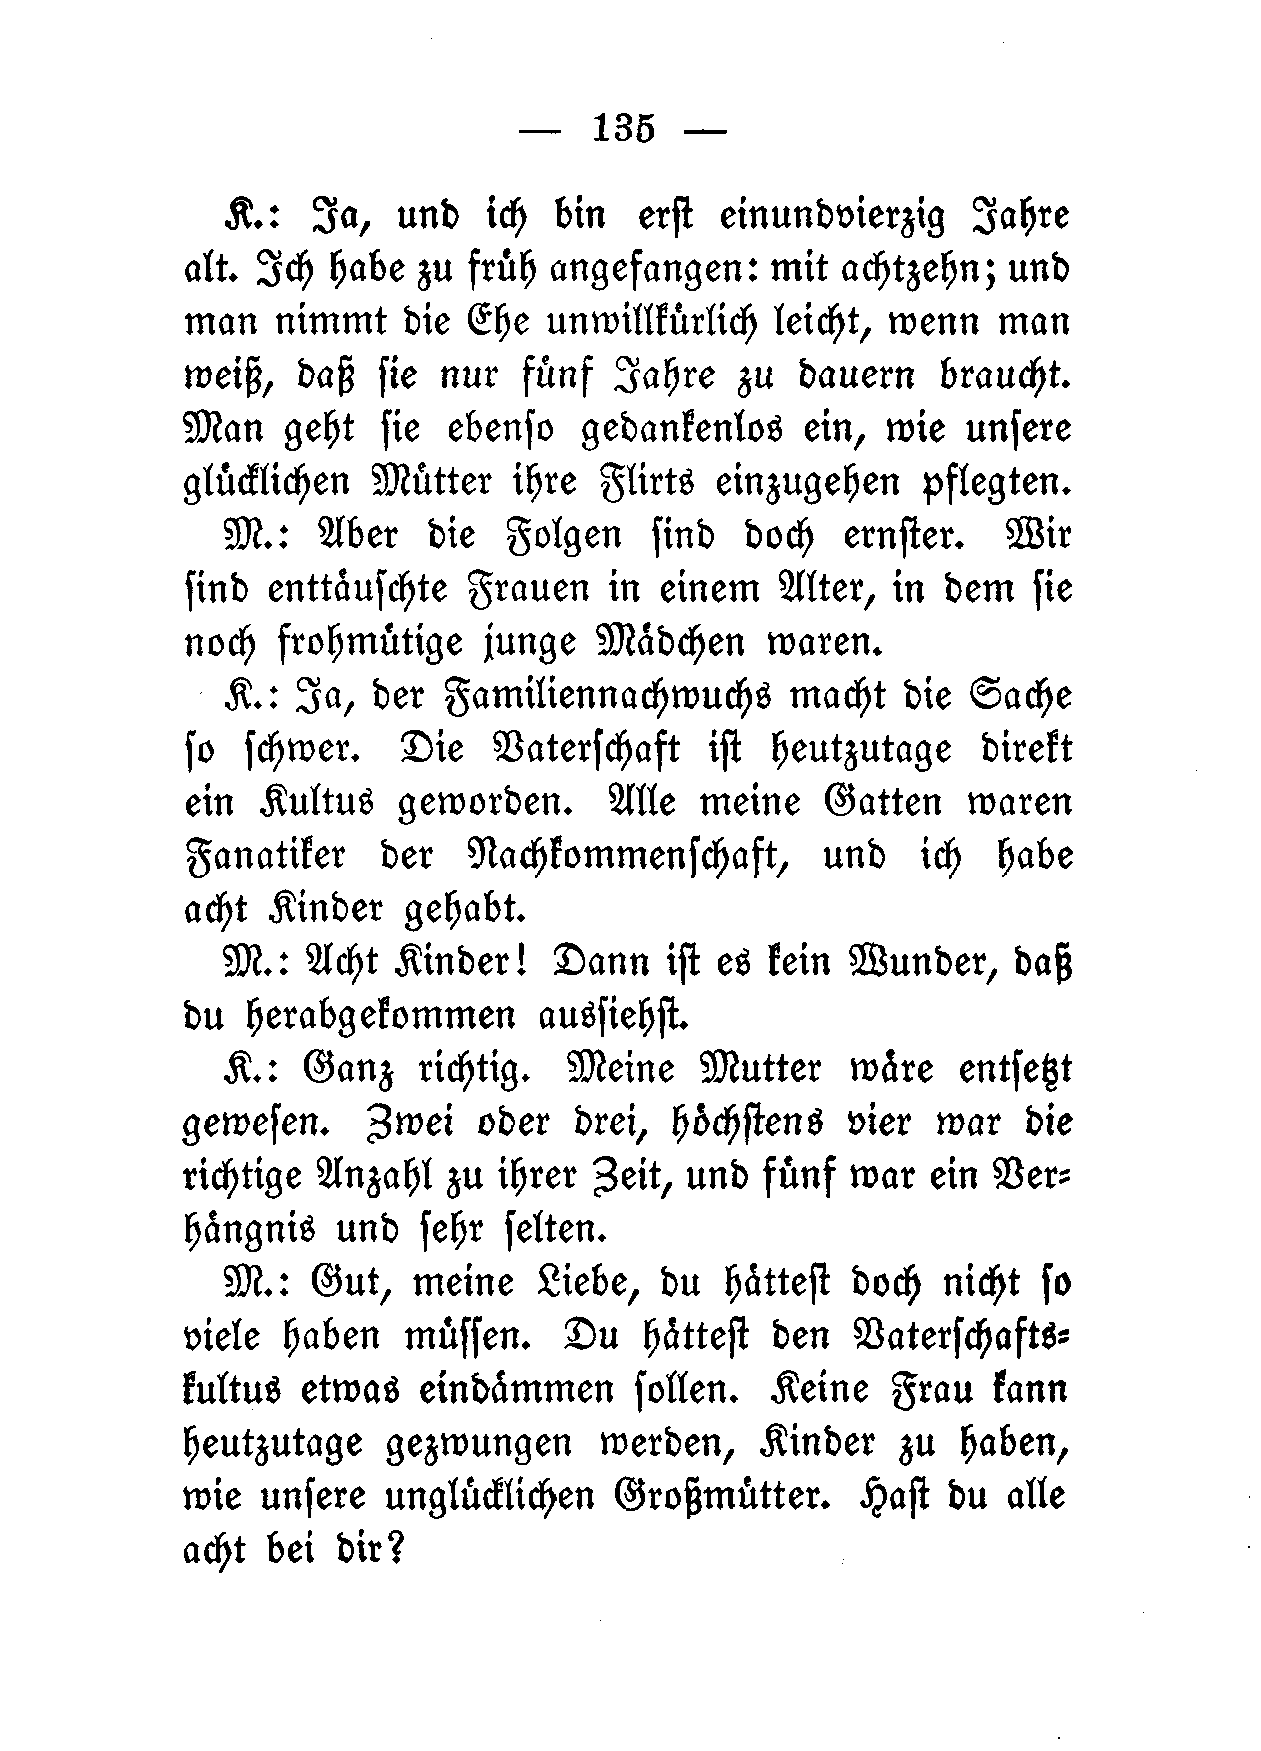 — 135 —
K.: Ja, und ich bin erst einundvierzig Jahre
alt. Ich habe zu früh angefangen: mit achtzehn; und
man nimmt die Ehe unwillkürlich leicht, wenn man
weiß, daß sie nur fünf Jahre zu dauern braucht.
Man geht sie ebenso gedankenlos ein, wie unsere
glücklichen Mütter ihre Flirts einzugehen pflegten.
M.: Aber die Folgen sind doch ernster. Wir
sind enttäuschte Frauen in einem Alter, in dem sie
noch frohmütige junge Mädchen waren.
K.: Ja, der Familiennachwuchs macht die Sache
so schwer. Die Vaterschaft ist heutzutage direkt
ein Kultus geworden. Alle meine Gatten waren
Fanatiker der Nachkommenschaft, und ich habe
acht Kinder gehabt.
M.: Acht Kinder! Dann ist es kein Wunder, daß
du herabgekommen aussiehst.
K.: Ganz richtig. Meine Mutter wäre entsetzt
gewesen. Zwei oder drei, höchstens vier war die
richtige Anzahl zu ihrer Zeit, und fünf war ein Ver-
hängnis und sehr selten.
M.: Gut, meine Liebe, du hättest doch nicht so
viele haben müssen. Du hättest den Vaterschafts-
kultus etwas eindämmen sollen. Keine Frau kann
heutzutage gezwungen werden, Kinder zu haben,
wie unsere unglücklichen Großmütter. Hast du alle
acht bei dir?